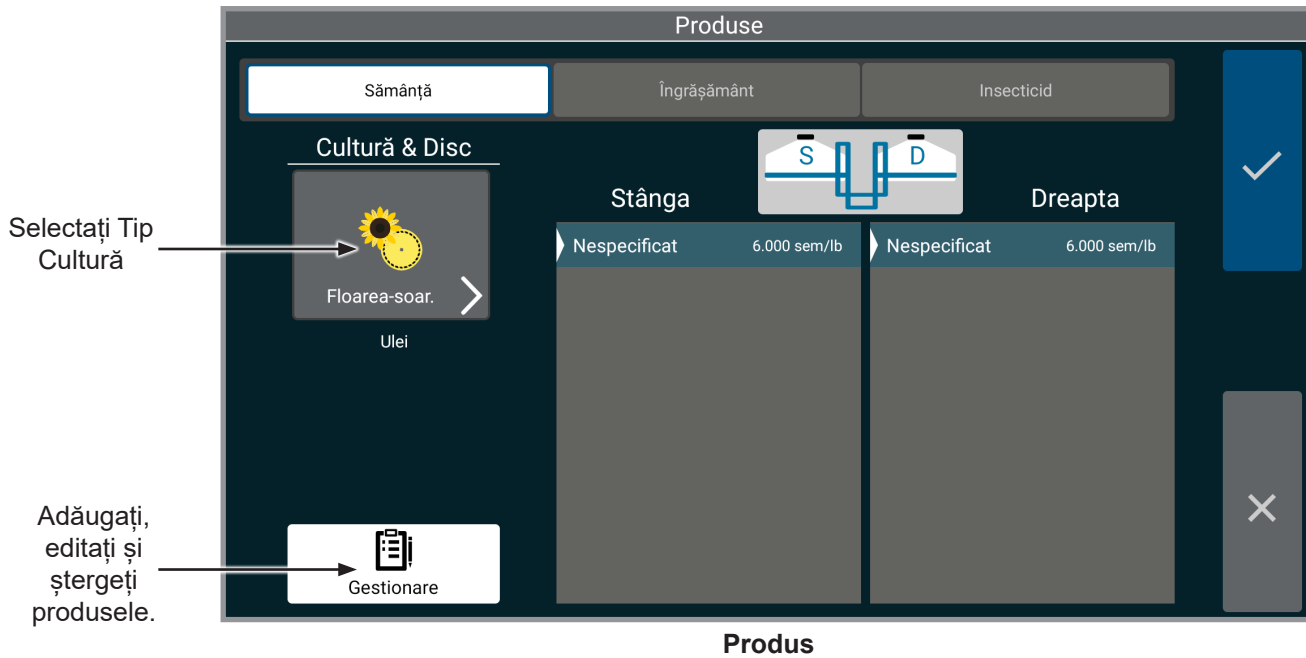 Produse
Sămânță
Îngrășământ
Insecticid
Cultură & Disc
S
D
Stânga
Dreapta
Selectați Tip
Cultură
Nespecificat
6.000 sem/lb
Nespecificat
6.000 sem/lb
Floarea-soar.
Ulei
Adăugați,
editați și
ștergeți
produsele.
Gestionare
Produs